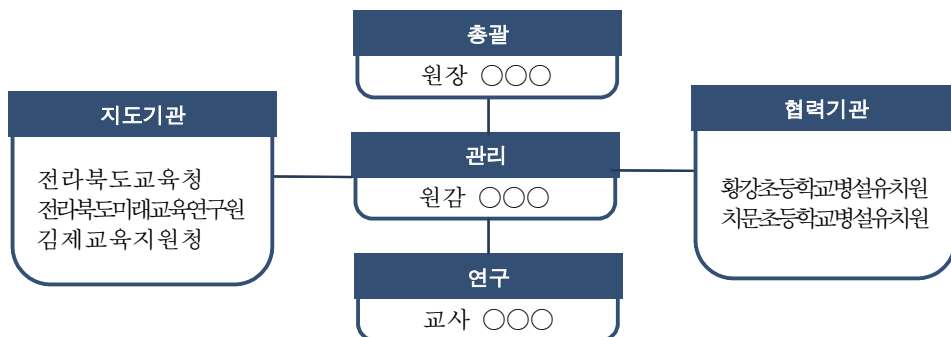 총괄
원장 ○○○
지도기관
전라북도교육청
전라북도미래교육연구원
김제교육지원청
관리
원감 ○○○
협력기관
황강초등학교병설유치원
치문초등학교병설유치원
연구
교사 ○○○